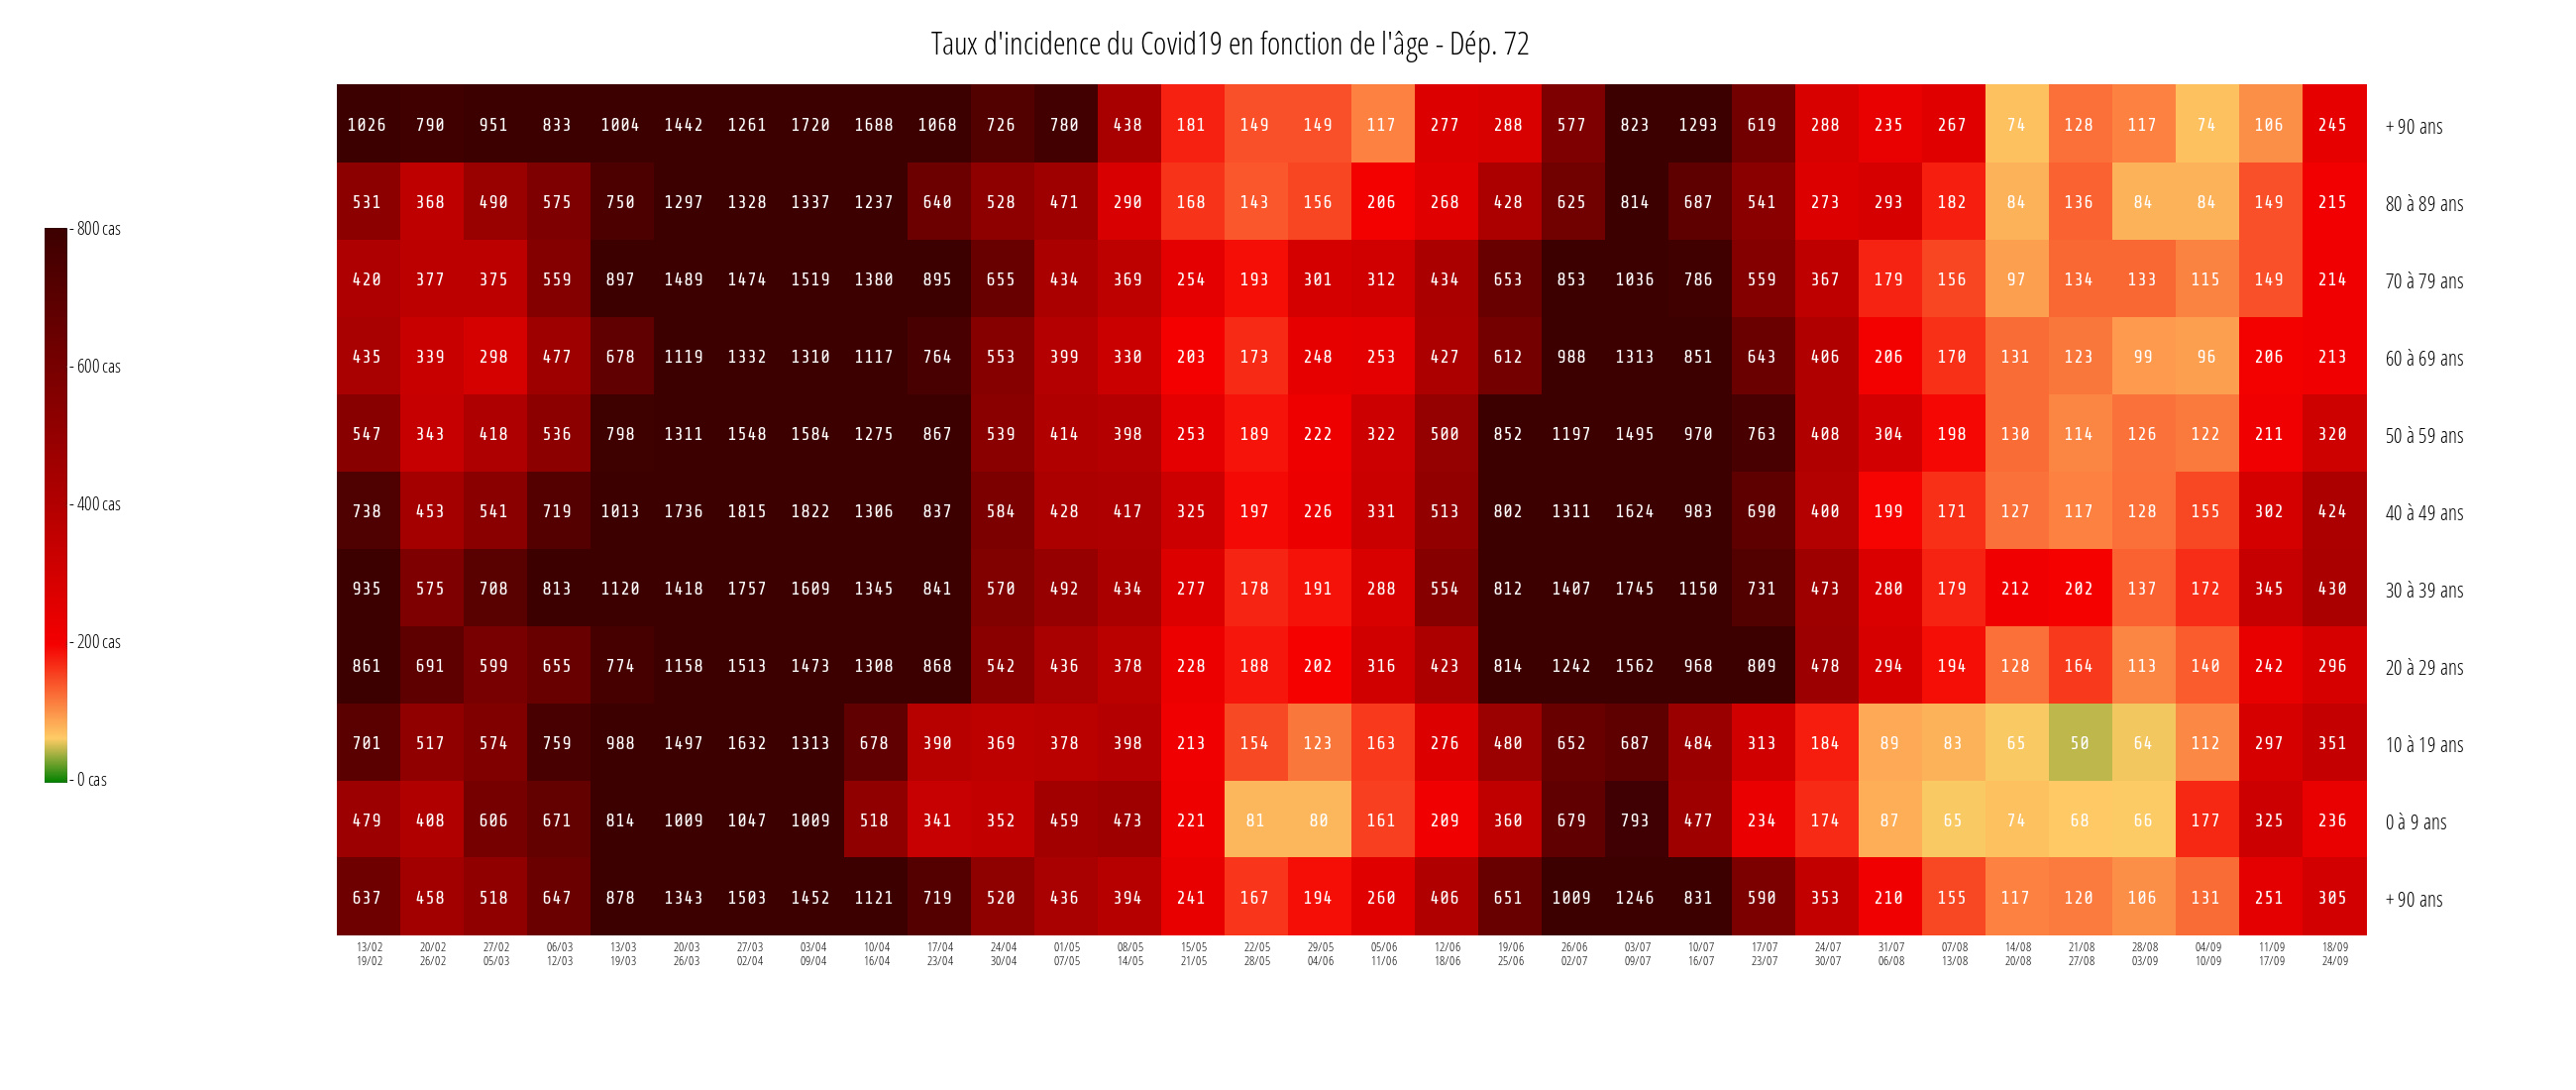 Taux d'incidence du Covid19 en fonction de l'âge - Dép. 72
- 800 cas
- 600 cas
- 400 cas
- 200 cas
- 0 cas
1026 790 951 833 1004 1442 1261 1720 1688 1068 726 780 438 181 149 149 117 277 288 577 823 1293 619 288 235 267 74 128 117 74 106 245 + 90 ans
531 368 490 575 750 1297 1328 1337 1237 640 528 471 290 168 143 156 206 268 428 625 814 687 541 273 293 182 84 136 84 84 149 215 80 à 89 ans
420 377 375 559 897 1489 1474 1519 1380 895 655 434 369 254 193 301 312 434 653 853 1036 786 559 367 179 156 97 134 133 115 149 214 70 à 79 ans
435 339 298 477 678 1119 1332 1310 1117 764 553 399 330 203 173 248 253 427 612 988 1313 851 643 406 206 170 131 123 99 96 206 213 60 à 69 ans
547 343 418 536 798 1311 1548 1584 1275 867 539 414 398 253 189 222 322 500 852 1197 1495 970 763 408 304 198 130 114 126 122 211 320 50 à 59 ans
738 453 541 719 1013 1736 1815 1822 1306 837 584 428 417 325 197 226 331 513 802 1311 1624 983 690 400 199 171 127 117 128 155 302 424 40 à 49 ans
935 575 708 813 1120 1418 1757 1609 1345 841 570 492 434 277 178 191 288 554 812 1407 1745 1150 731 473 280 179 212 202 137 172 345 430 30 à 39 ans
861 691 599 655 774 1158 1513 1473 1308 868 542 436 378 228 188 202 316 423 814 1242 1562 968 809 478 294 194 128 164 113 140 242 296 20 à 29 ans
701 517 574 759 988 1497 1632 1313 678 390 369 378 398 213 154 123 163 276 480 652 687 484 313 184 89 83 65 50 64 112 297 351 10 à 19 ans
479 408 606 671 814 1009 1047 1009 518 341 352 459 473 221 81 80 161 209 360 679 793 477 234 174 87 65 74 68 66 177 325 236 0 à 9 ans
637 458 518 647 878 1343 1503 1452 1121 719 520 436 394 241 167 194 260 406 651 1009 1246 831 590 353 210 155 117 120 106 131 251 305 + 90 ans
13/02 20/02 27/02 06/03 13/03 20/03 27/03 03/04 10/04 17/04 24/04 01/05 08/05 15/05 22/05 29/05 05/06 12/06 19/06 26/06 03/07 10/07 17/07 24/07 31/07 07/08 14/08 21/08 28/08 04/09 11/09 18/09
19/02 26/02 05/03 12/03 19/03 26/03 02/04 09/04 16/04 23/04 30/04 07/05 14/05 21/05 28/05 04/06 11/06 18/06 25/06 02/07 09/07 16/07 23/07 30/07 06/08 13/08 20/08 27/08 03/09 10/09 17/09 24/09